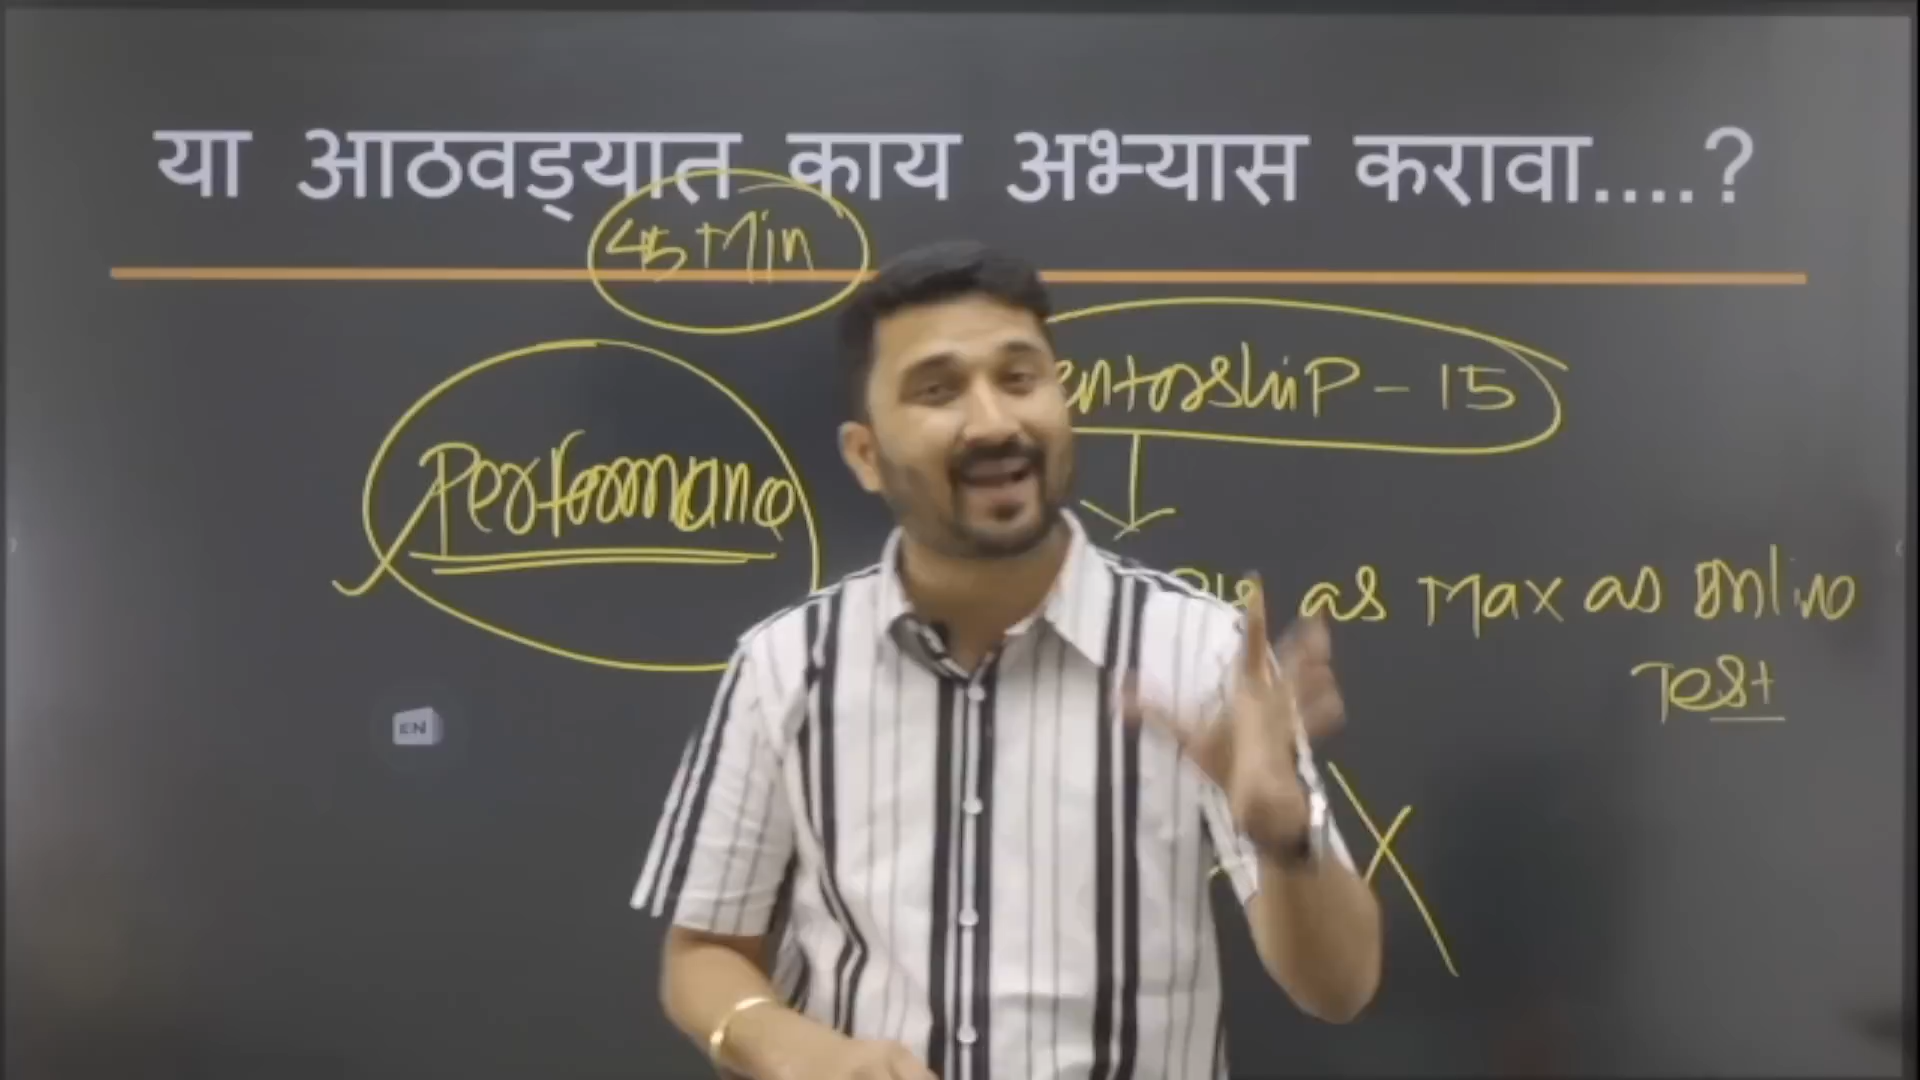 या आठवड्यात काय अभ्यास करावा....?
45 Min
entorship - 15
Performance
as Max as online
Test
EN